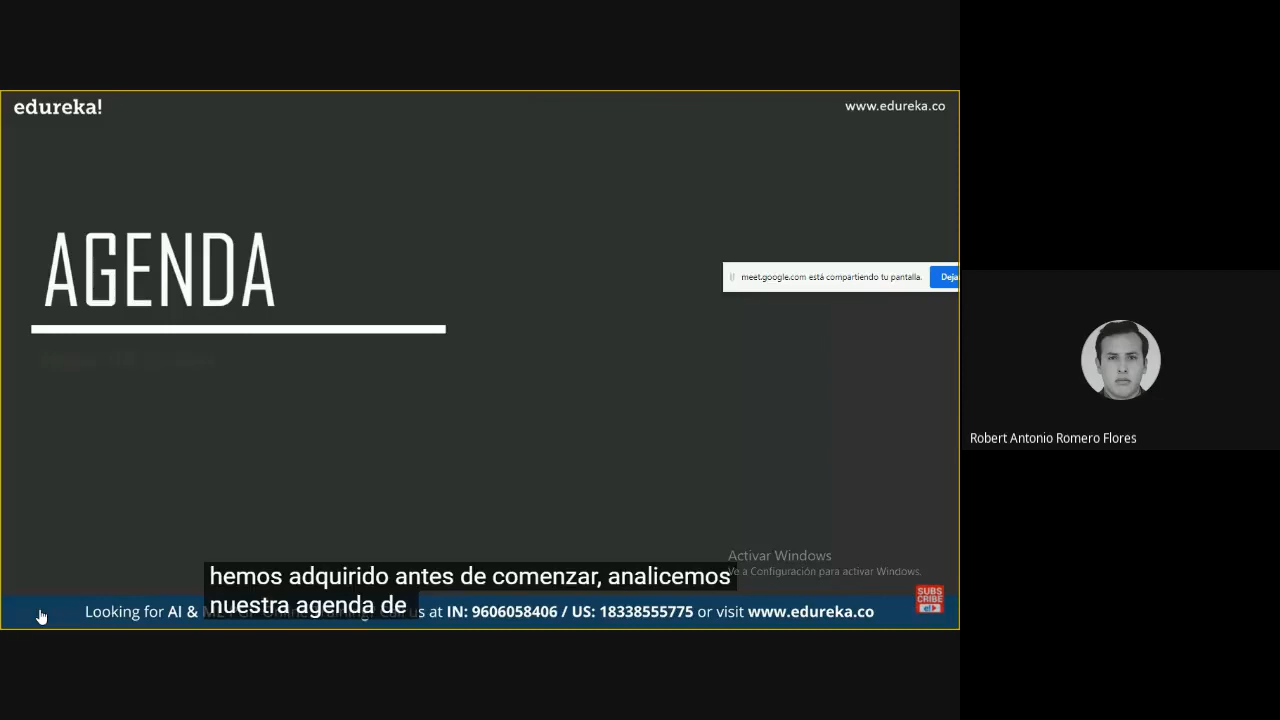 edureka!
www.edureka.co
AGENDA
meet.google.com está compartiendo tu pantalla.
Robert Antonio Romero Flores
Activar Windows
Ve a Configuración para activar Windows.
hemos adquirido antes de comenzar, analicemos
nuestra agenda de
Looking for AI & at IN: 9606058406 / US: 18338555775 or visit www.edureka.co
SUBS
CRIBE